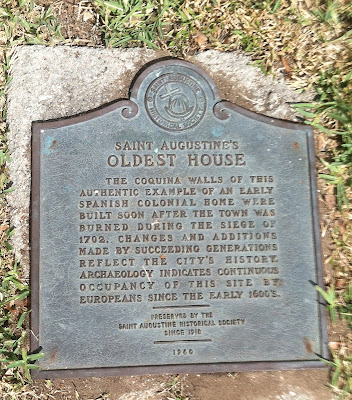 SAINT AUGUSTINE'S
OLDEST HOUSE
THE COQUINA WALLS OF THIS
AUTHENTIC EXAMPLE OF AN EARLY
SPANISH COLONIAL HOME WERE
BUILT SOON AFTER THE TOWN WAS
BURNED DURING THE SIEGE OF
1702. CHANGES AND ADDITIONS
MADE BY SUCCEEDING GENERATIONS
REFLECT THE CITY'S HISTORY.
ARCHAEOLOGY INDICATES CONTINUOUS
OCCUPANCY OF THIS SITE BY
EUROPEANS SINCE THE EARLY 1600'S.
PRESERVED BY THE
SAINT AUGUSTINE HISTORICAL SOCIETY
SINCE 1918
1960